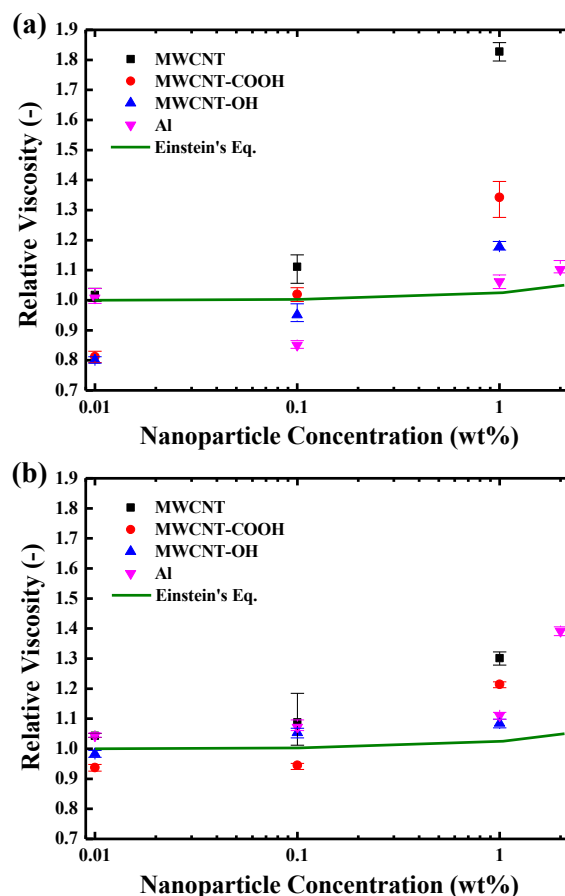 (a)
1.9
1.8
1.7
1.6
1.5
1.4
1.3
1.2
1.1
1.0
0.9
0.8
0.7
Relative Viscosity (-)
MWCNT
MWCNT-COOH
MWCNT-OH
Al
Einstein's Eq.
0.01 0.1 1
Nanoparticle Concentration (wt%)
(b)
1.9
1.8
1.7
1.6
1.5
1.4
1.3
1.2
1.1
1.0
0.9
0.8
0.7
Relative Viscosity (-)
MWCNT
MWCNT-COOH
MWCNT-OH
Al
Einstein's Eq.
0.01 0.1 1
Nanoparticle Concentration (wt%)